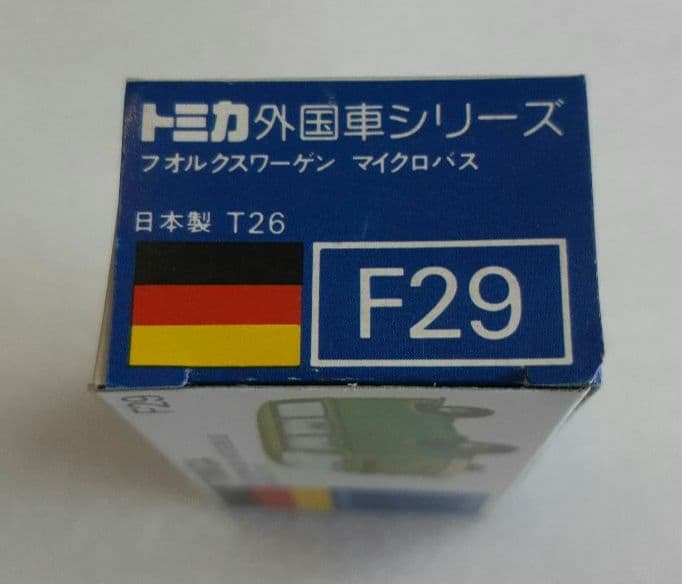 トミカ外国車シリーズ
フオルクスワーゲン マイクロバス
日本製 T26
F29
F29